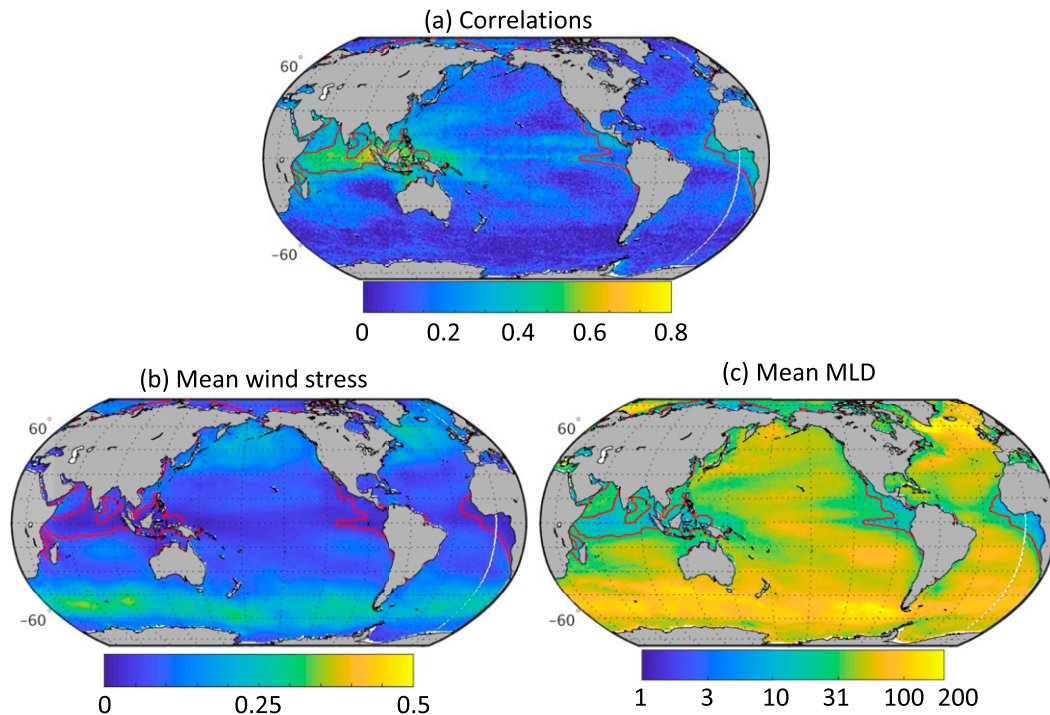 (a) Correlations
60°
−60°
0 0.2 0.4 0.6 0.8
(b) Mean wind stress
(c) Mean MLD
60° 60°
−60° −60°
0 0.25 0.5
1 3 10 31 100 200